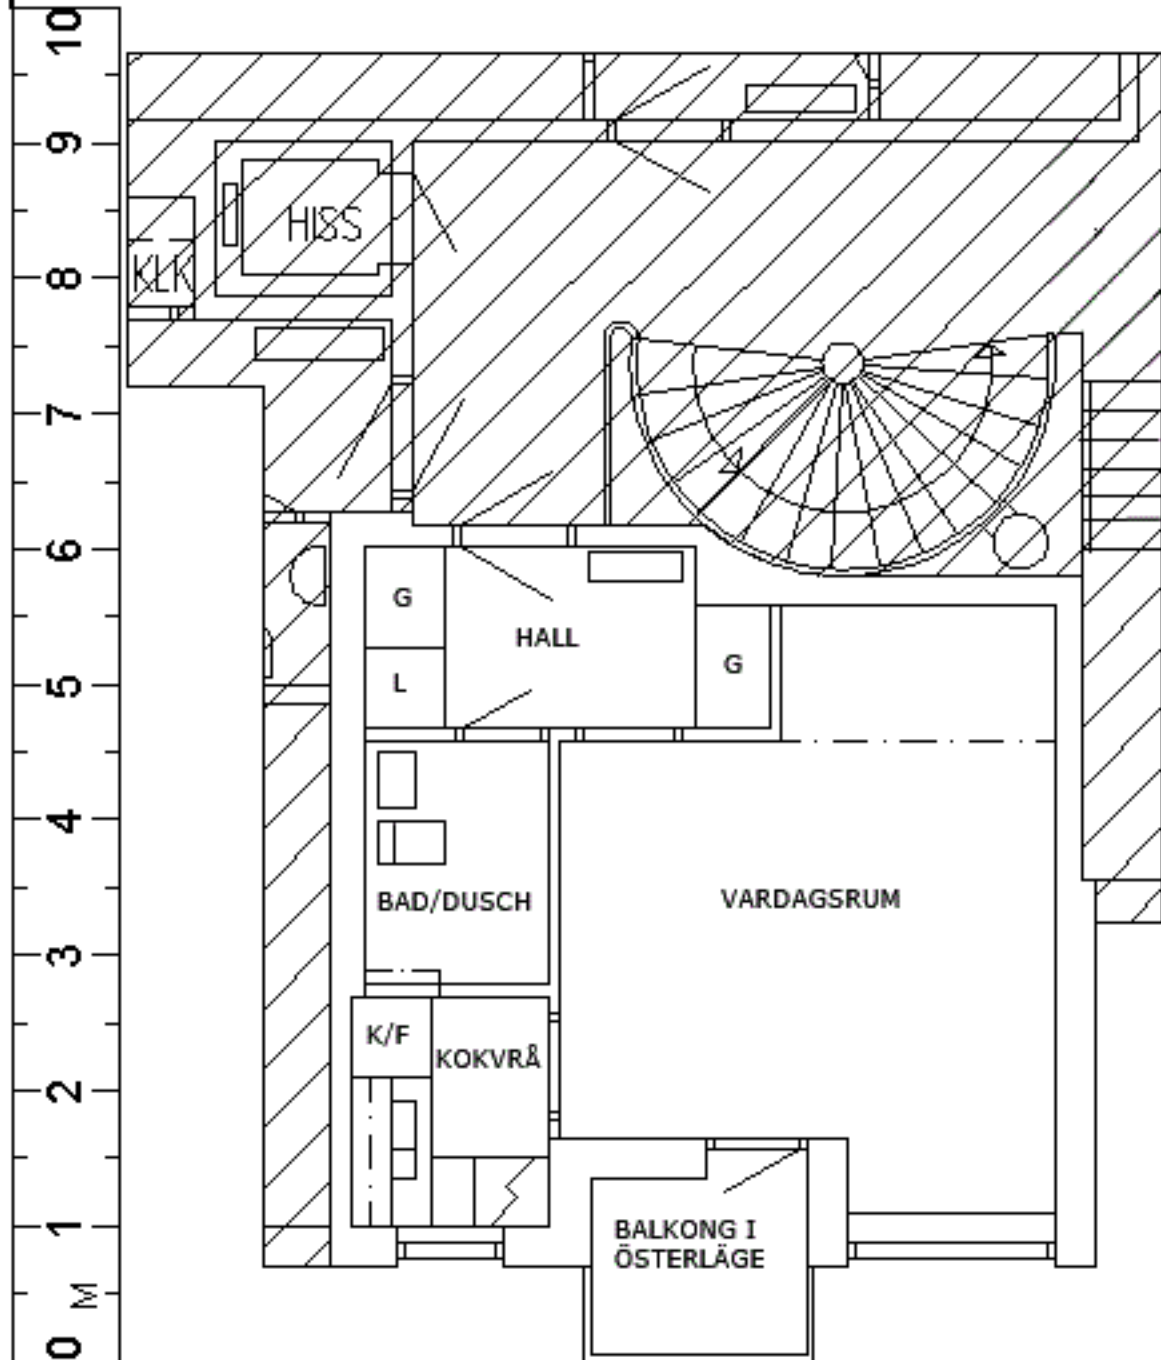 10
9
HISS
KLK
8
7
6
G
HALL
G
L
5
4
BAD/DUSCH
VARDAGSRUM
3
K/F
KOKVRÅ
2
1
BALKONG I
ÖSTERLÄGE
M
0